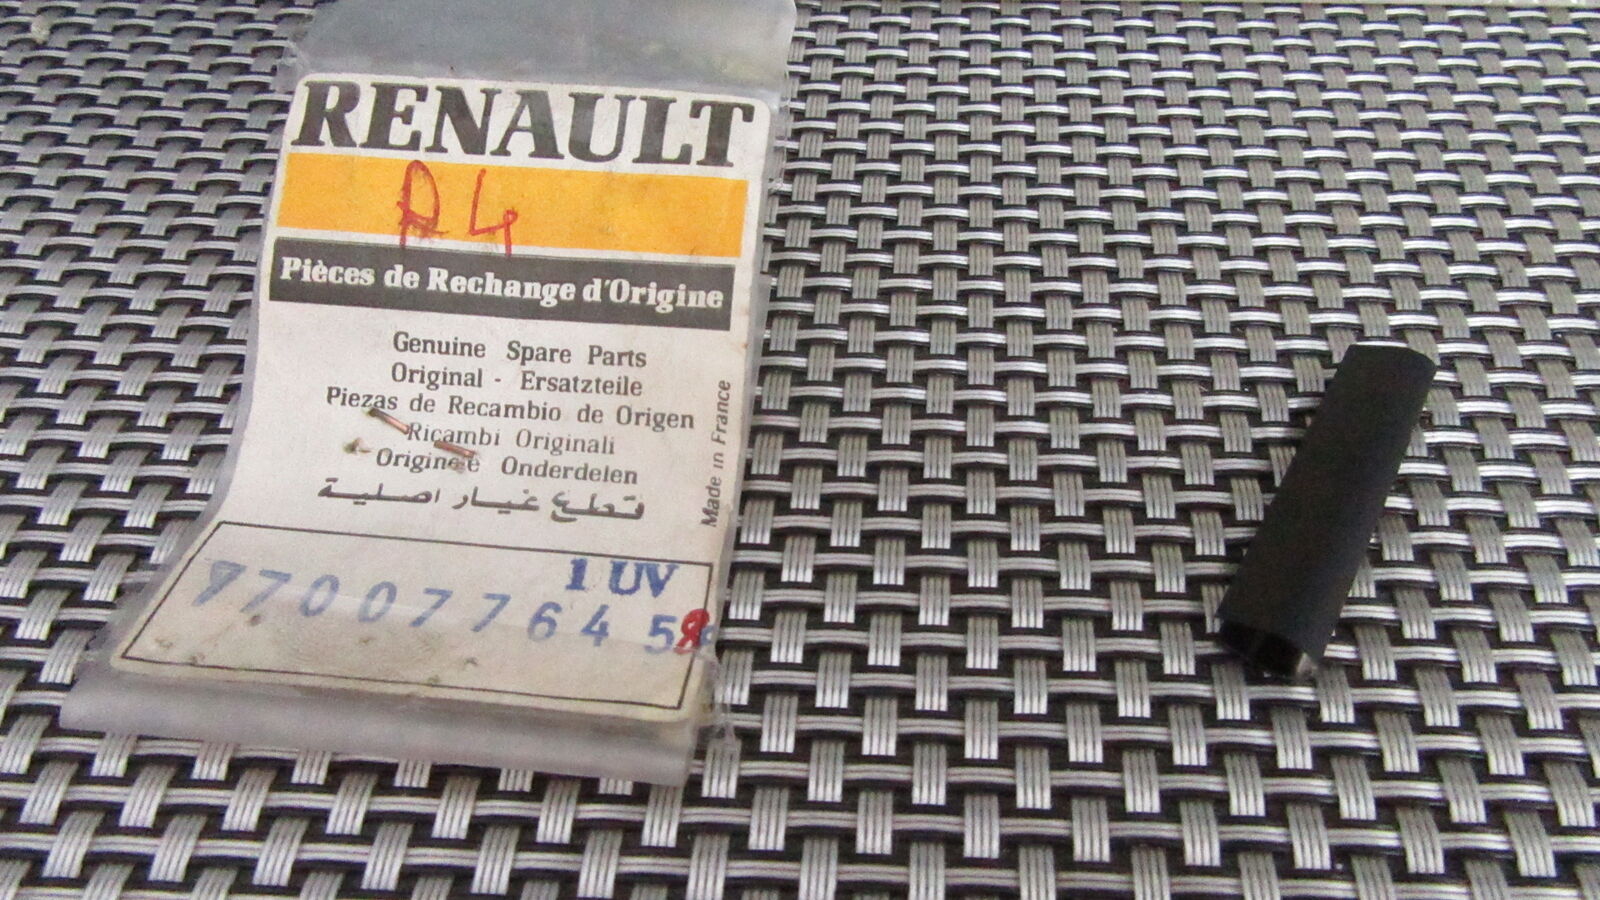 RENAULT
R4
Pièces de Rechange d'Origine
Genuine Spare Parts
Original - Ersatzteile
Piezas de Recambio de Origen
Ricambi Originali
Originele Onderdelen
قطع غيار اصلية
Made in France
1 UV
770077645